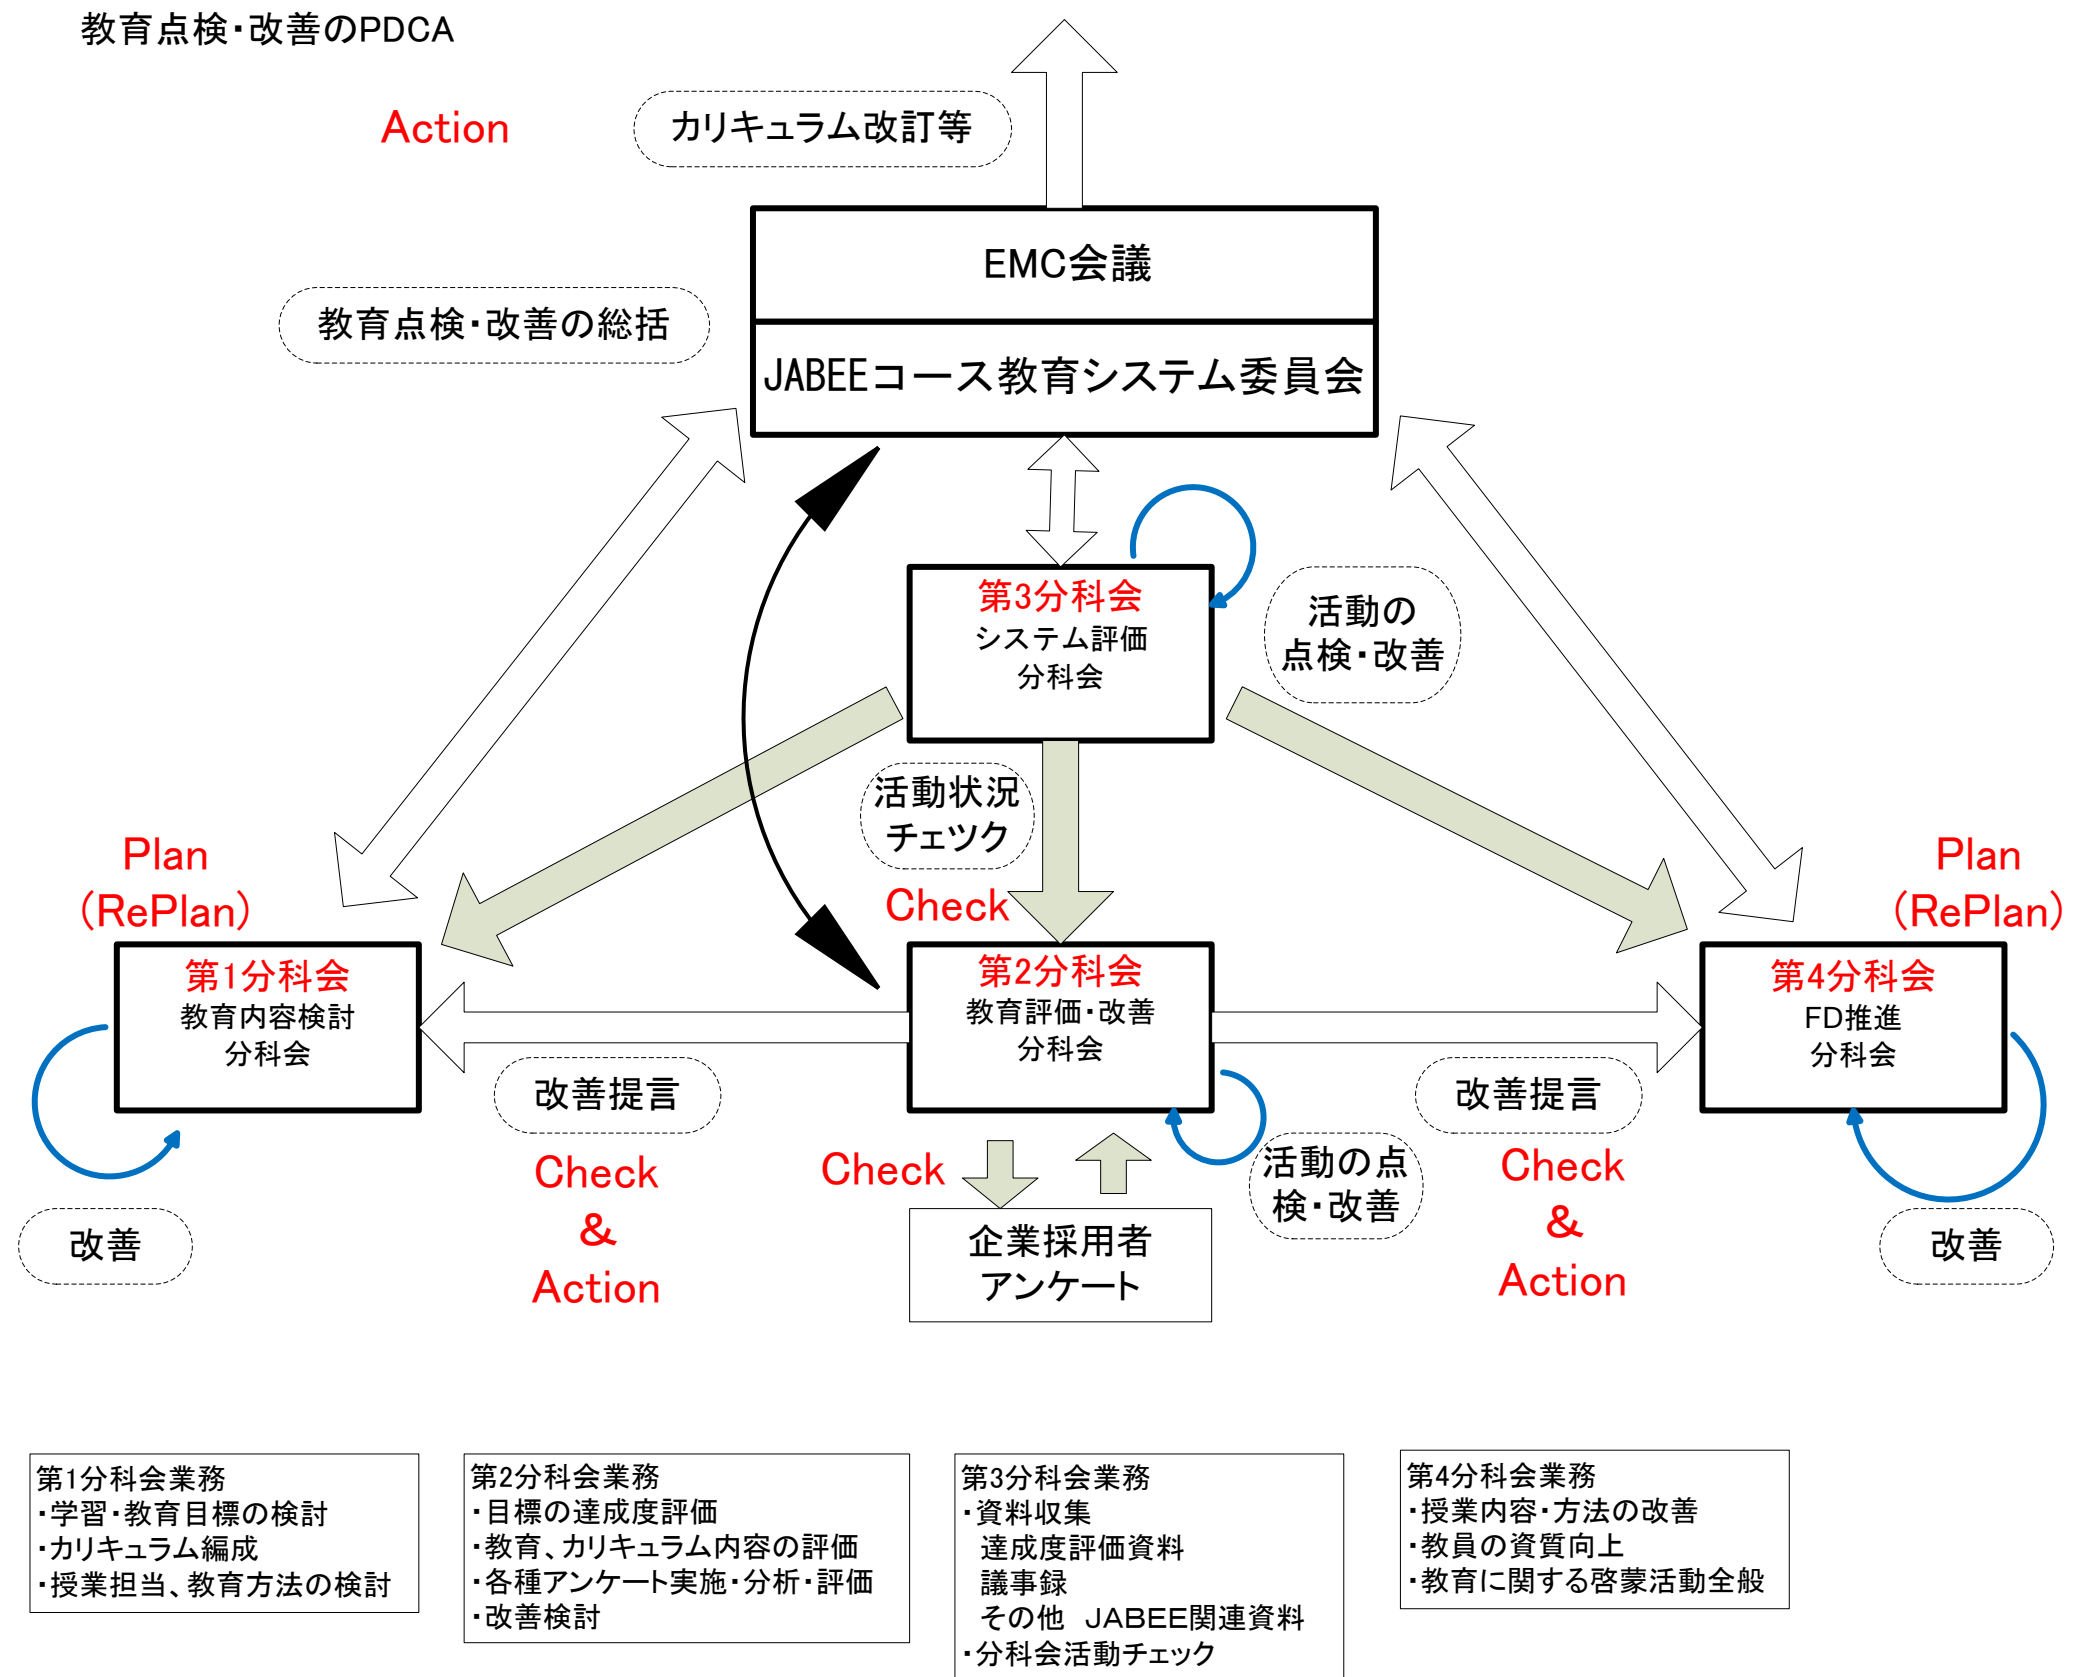 教育点検・改善のPDCA
Action
カリキュラム改訂等
EMC会議
教育点検・改善の総括
JABEEコース教育システム委員会
第3分科会
システム評価
分科会
活動の
点検・改善
活動状況
チェツク
Check
Plan
(RePlan)
Plan
(RePlan)
第1分科会
教育内容検討
分科会
第2分科会
教育評価・改善
分科会
第4分科会
FD推進
分科会
改善提言
改善提言
Check
&
Action
Check
活動の点
検・改善
Check
&
Action
改善
企業採用者
アンケート
改善
第1分科会業務
・学習・教育目標の検討
・カリキュラム編成
・授業担当、教育方法の検討
第2分科会業務
・目標の達成度評価
・教育、カリキュラム内容の評価
・各種アンケート実施・分析・評価
・改善検討
第3分科会業務
・資料収集
達成度評価資料
議事録
その他　JABEE関連資料
・分科会活動チェック
第4分科会業務
・授業内容・方法の改善
・教員の資質向上
・教育に関する啓蒙活動全般